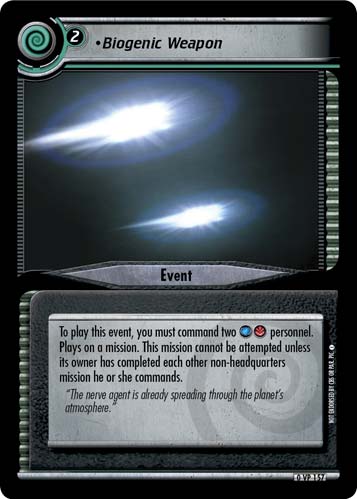 2
•Biogenic Weapon
Event
To play this event, you must command two personnel.
Plays on a mission. This mission cannot be attempted unless
its owner has completed each other non-headquarters
mission he or she commands.
"The nerve agent is already spreading through the planet's
atmosphere."
NOT ENDORSED BY CBS OR PAR. PIC.
0 VP 157